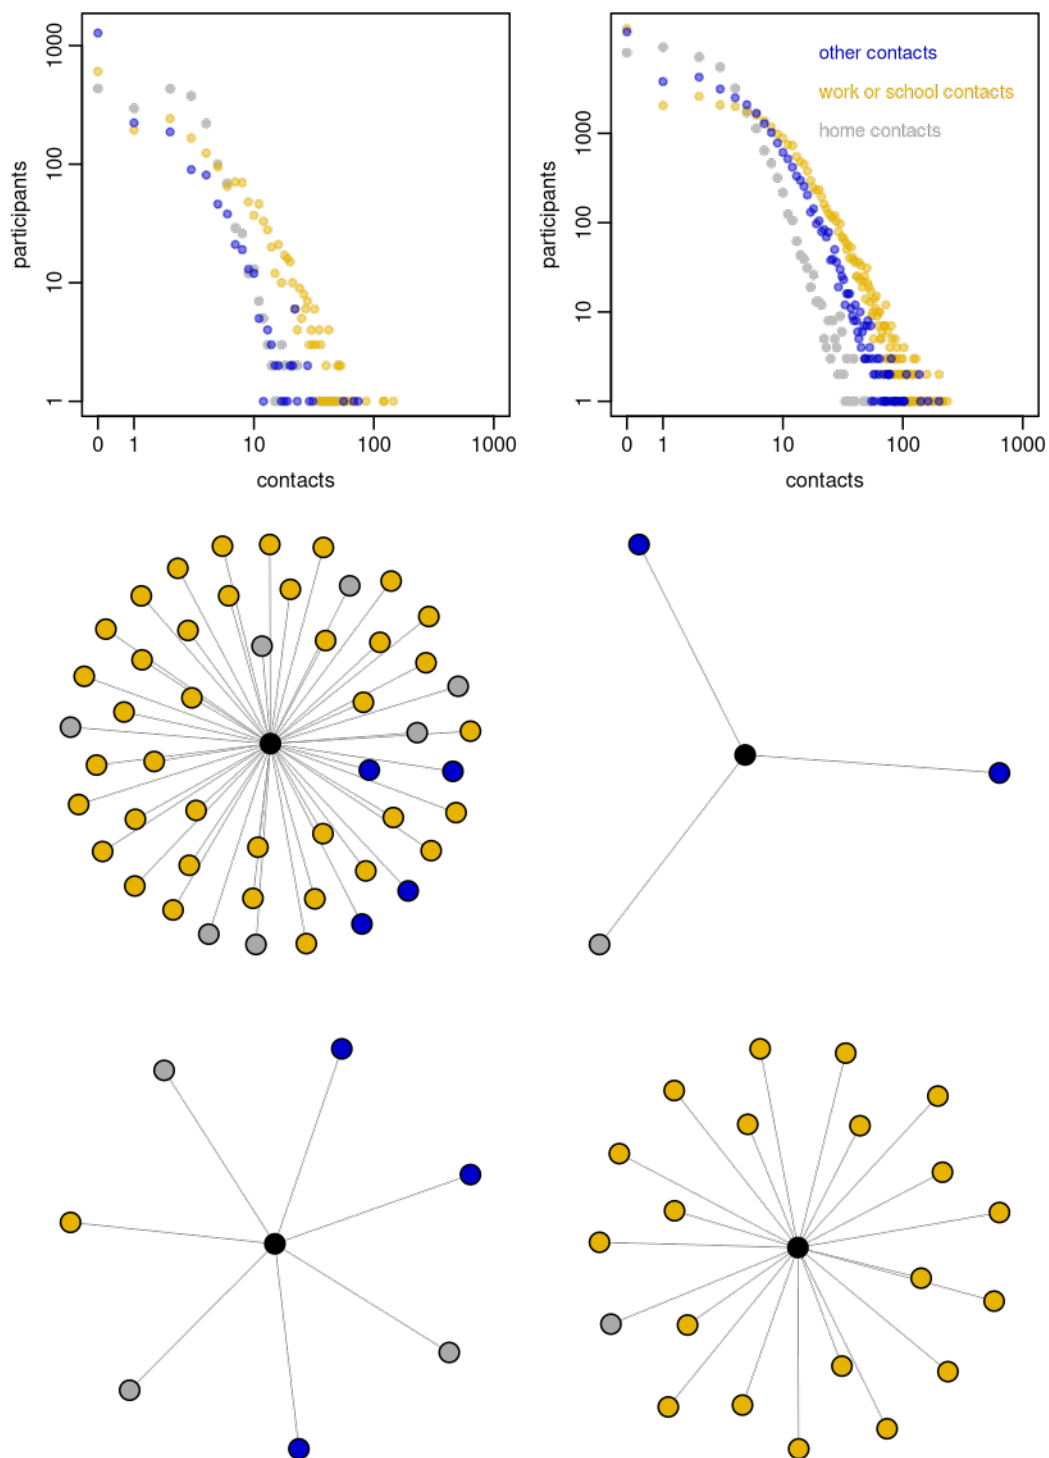 1000
100
10
1
participants
0 1 10 100 1000
contacts
other contacts
work or school contacts
home contacts
1000
100
10
1
participants
0 1 10 100 1000
contacts